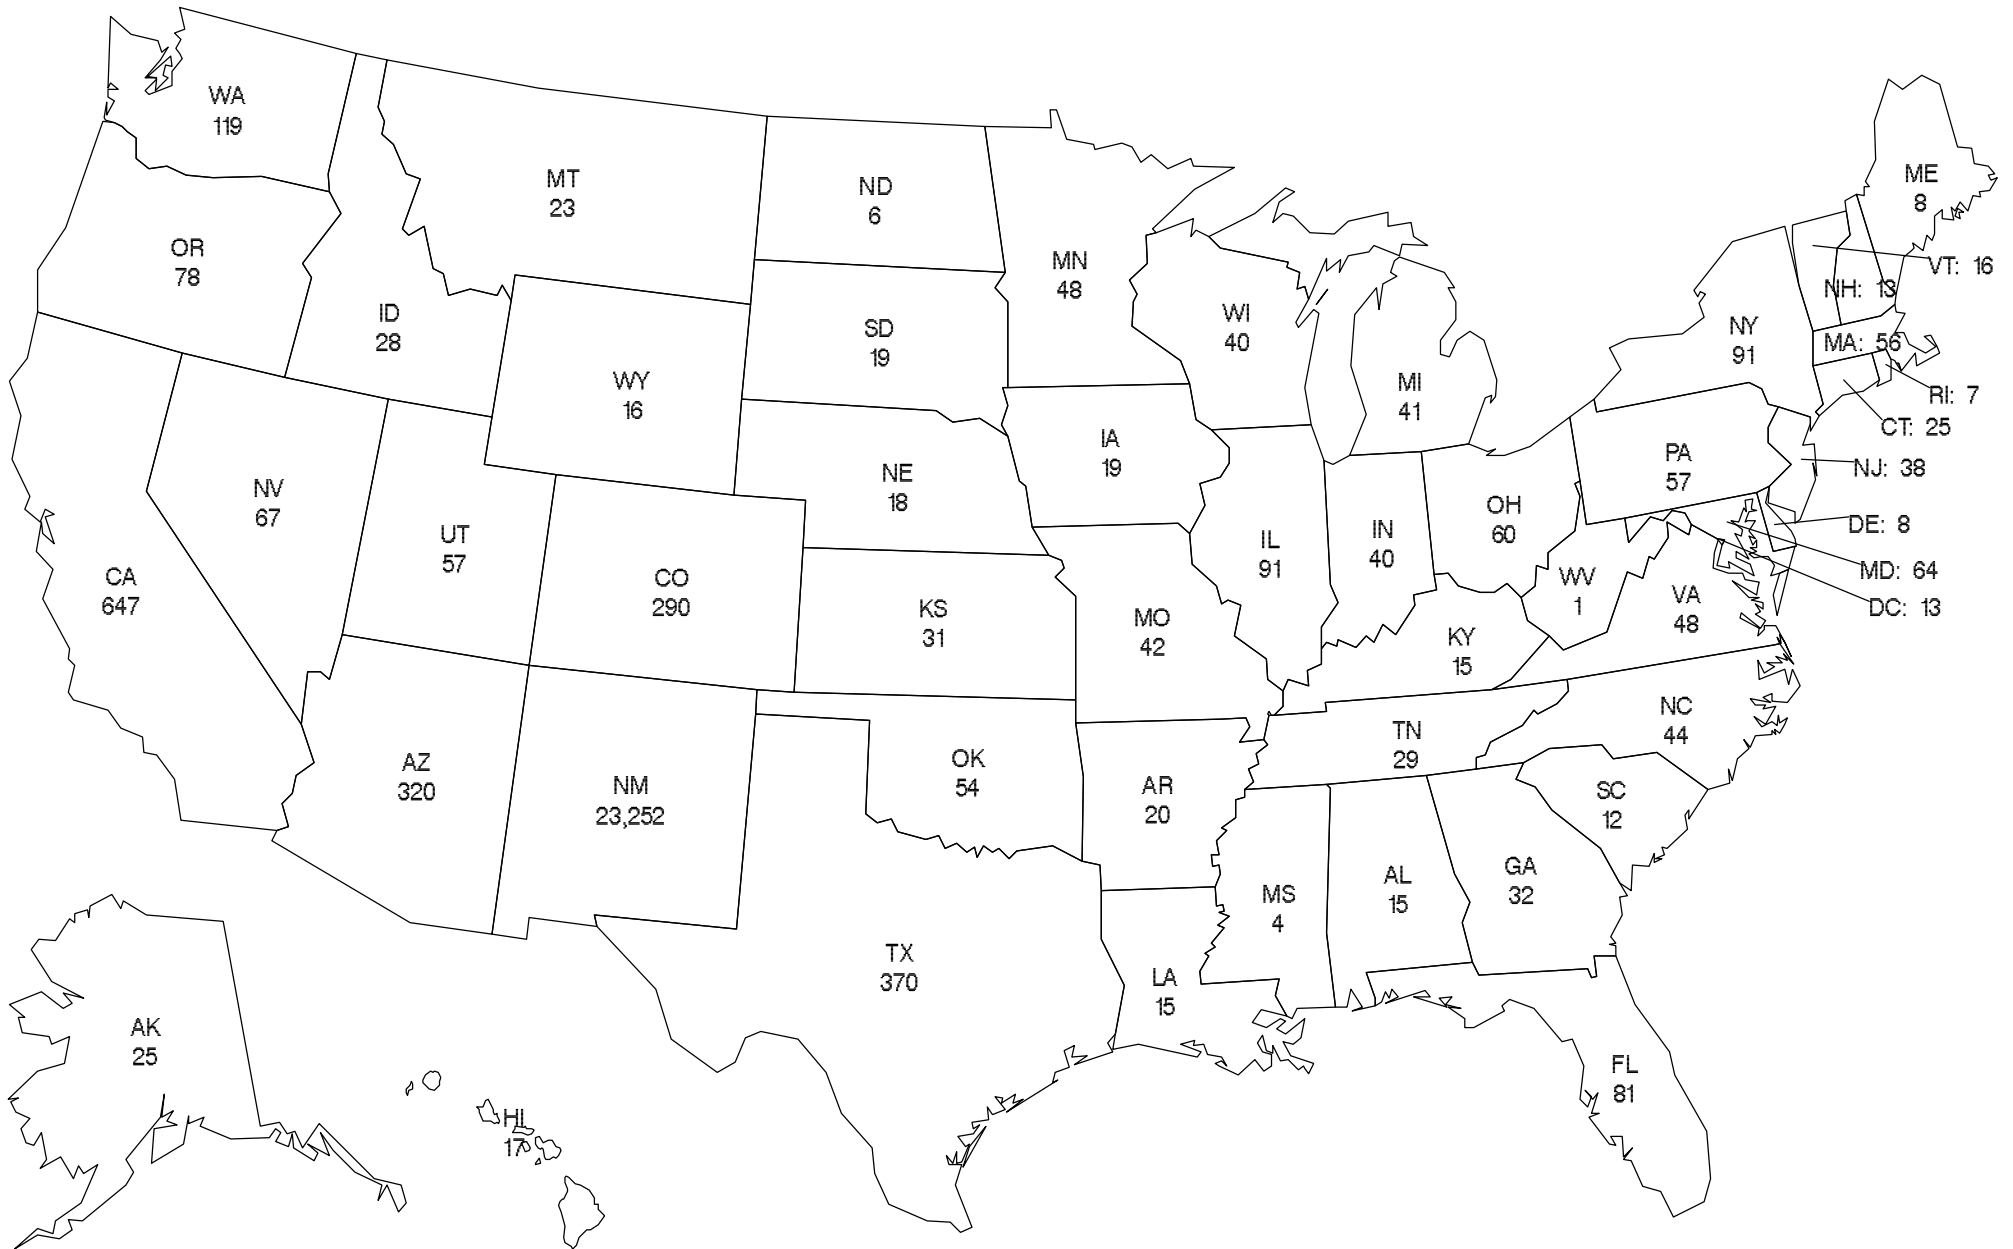 WA
119
MT
23
ND
6
ME
8
OR
78
MN
48
VT: 16
ID
28
WI
40
NH: 13
SD
19
NY
91
MA: 56
WY
16
MI
41
RI: 7
CT: 25
IA
19
PA
57
NJ: 38
NV
67
NE
18
OH
60
DE: 8
UT
57
IL
91
IN
40
CA
647
CO
290
WV
1
MD: 64
KS
31
VA
48
DC: 13
MO
42
KY
15
NC
44
TN
29
AZ
320
NM
23,252
OK
54
AR
20
SC
12
GA
32
MS
4
AL
15
TX
370
LA
15
AK
25
FL
81
HI
17